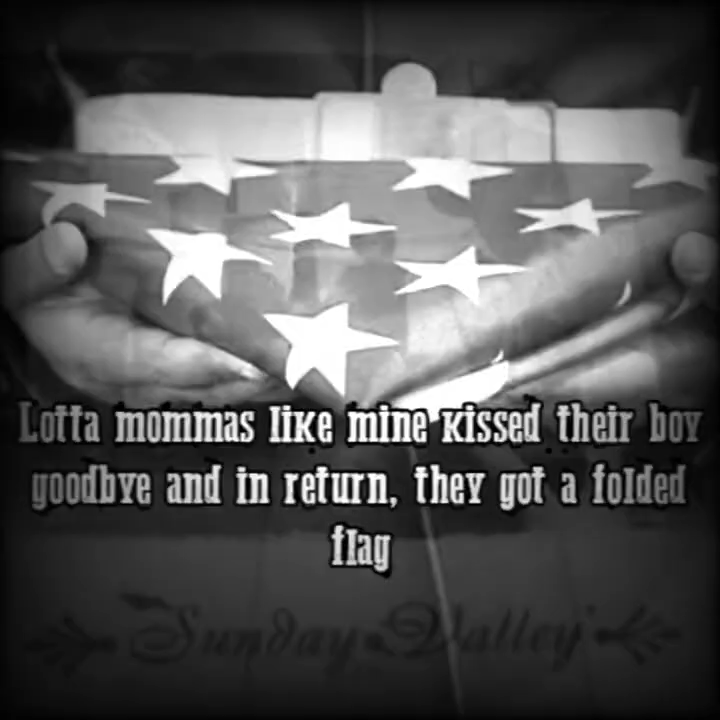 Lotta mommas like mine kissed their boy
goodbye and in return, they got a folded
flag
Sunday Valley